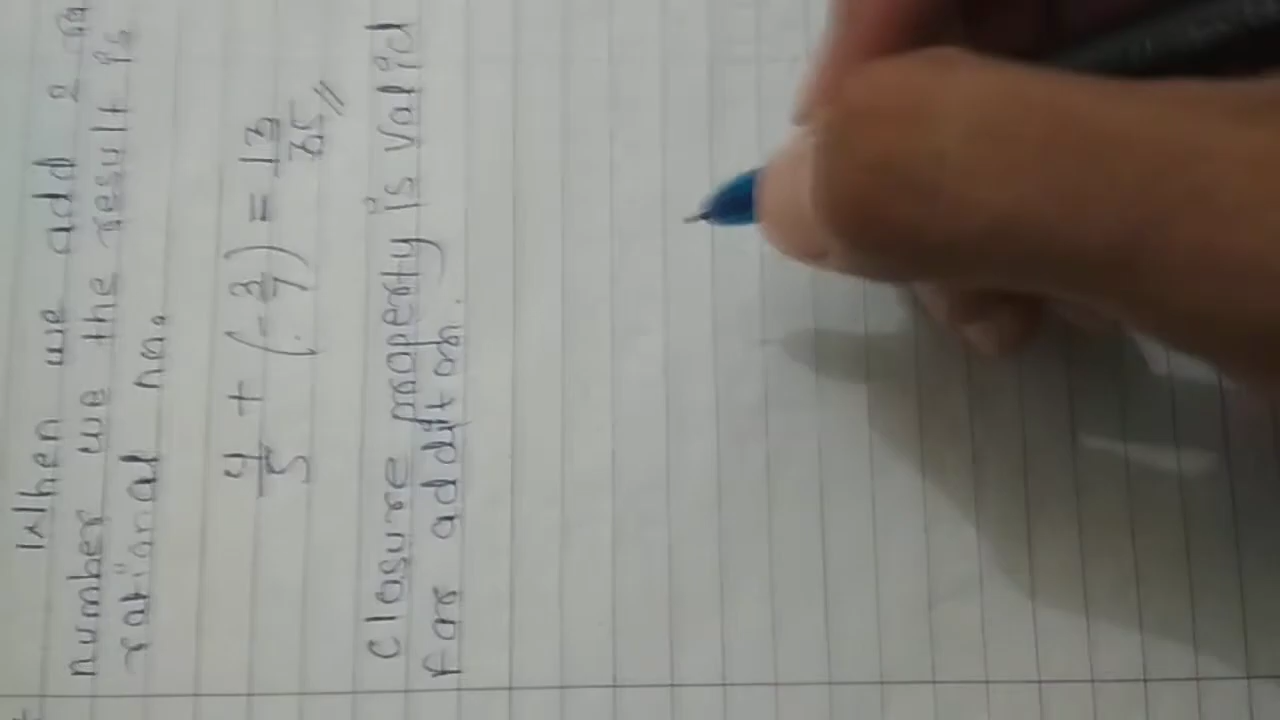 When we add 2
number we the result is
rational no.
4/5 + (-3/7) = 13/35 //
Closure property is valid
for addition.